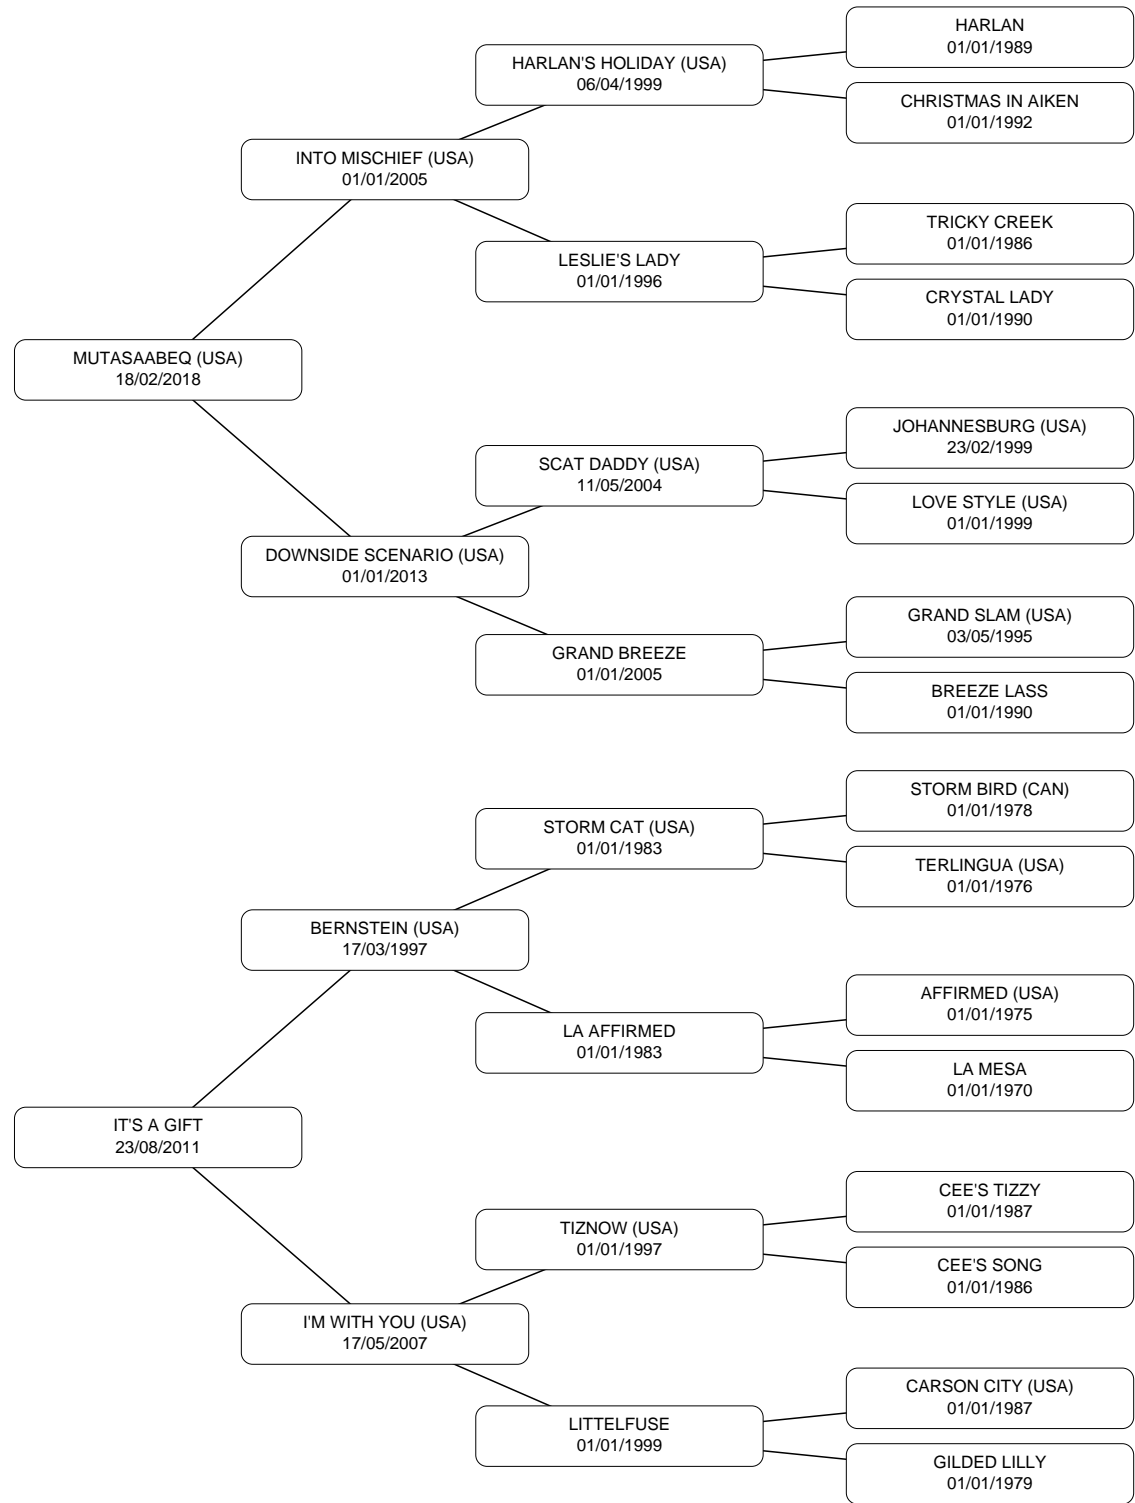 HARLAN
01/01/1989
HARLAN'S HOLIDAY (USA)
06/04/1999
CHRISTMAS IN AIKEN
01/01/1992
INTO MISCHIEF (USA)
01/01/2005
TRICKY CREEK
01/01/1986
LESLIE'S LADY
01/01/1996
CRYSTAL LADY
01/01/1990
MUTASAABEQ (USA)
18/02/2018
JOHANNESBURG (USA)
23/02/1999
SCAT DADDY (USA)
11/05/2004
LOVE STYLE (USA)
01/01/1999
DOWNSIDE SCENARIO (USA)
01/01/2013
GRAND SLAM (USA)
03/05/1995
GRAND BREEZE
01/01/2005
BREEZE LASS
01/01/1990
STORM BIRD (CAN)
01/01/1978
STORM CAT (USA)
01/01/1983
TERLINGUA (USA)
01/01/1976
BERNSTEIN (USA)
17/03/1997
AFFIRMED (USA)
01/01/1975
LA AFFIRMED
01/01/1983
LA MESA
01/01/1970
IT'S A GIFT
23/08/2011
CEE'S TIZZY
01/01/1987
TIZNOW (USA)
01/01/1997
CEE'S SONG
01/01/1986
I'M WITH YOU (USA)
17/05/2007
CARSON CITY (USA)
01/01/1987
LITTELFUSE
01/01/1999
GILDED LILLY
01/01/1979